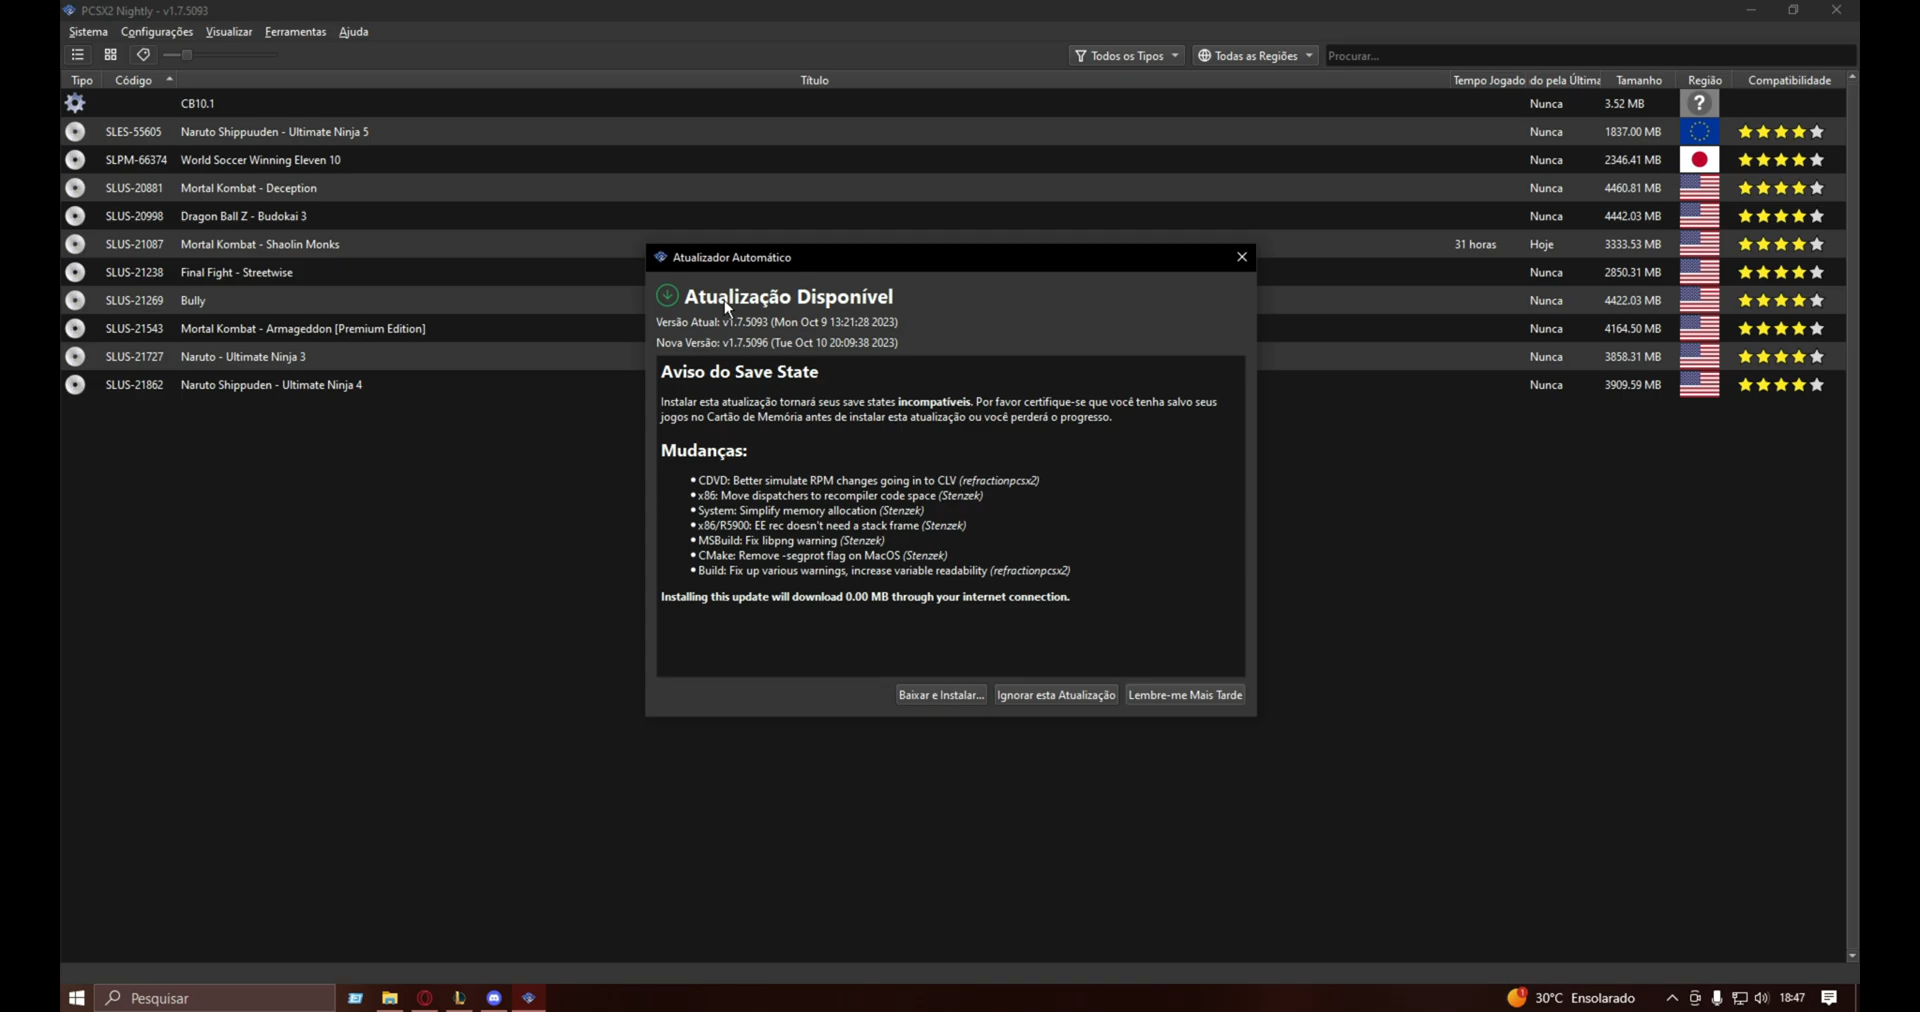 PCSX2 Nightly - v1.7.5093
Sistema Configurações Visualizar Ferramentas Ajuda
Todos os Tipos Todas as Regiões Procurar...
Tipo Código Título Tempo Jogado do pela Última Tamanho Região Compatibilidade
CB10.1 Nunca 3.52 MB ?
SLES-55605 Naruto Shippuuden - Ultimate Ninja 5 Nunca 1837.00 MB
SLPM-66374 World Soccer Winning Eleven 10 Nunca 2346.41 MB
SLUS-20881 Mortal Kombat - Deception Nunca 4460.81 MB
SLUS-20998 Dragon Ball Z - Budokai 3 Nunca 4442.03 MB
SLUS-21087 Mortal Kombat - Shaolin Monks 31 horas Hoje 3333.53 MB
SLUS-21238 Final Fight - Streetwise Nunca 2850.31 MB
SLUS-21269 Bully Nunca 4422.03 MB
SLUS-21543 Mortal Kombat - Armageddon [Premium Edition] Nunca 4164.50 MB
SLUS-21727 Naruto - Ultimate Ninja 3 Nunca 3858.31 MB
SLUS-21862 Naruto Shippuden - Ultimate Ninja 4 Nunca 3909.59 MB
Atualizador Automático
Atualização Disponível
Versão Atual: v1.7.5093 (Mon Oct 9 13:21:28 2023)
Nova Versão: v1.7.5096 (Tue Oct 10 20:09:38 2023)
Aviso do Save State
Instalar esta atualização tornará seus save states incompatíveis. Por favor certifique-se que você tenha salvo seus
jogos no Cartão de Memória antes de instalar esta atualização ou você perderá o progresso.
Mudanças:
• CDVD: Better simulate RPM changes going in to CLV (refractionpcsx2)
• x86: Move dispatchers to recompiler code space (Stenzek)
• System: Simplify memory allocation (Stenzek)
• x86/R5900: EE rec doesn't need a stack frame (Stenzek)
• MSBuild: Fix libpng warning (Stenzek)
• CMake: Remove -segprot flag on MacOS (Stenzek)
• Build: Fix up various warnings, increase variable readability (refractionpcsx2)
Installing this update will download 0.00 MB through your internet connection.
Baixar e Instalar... Ignorar esta Atualização Lembre-me Mais Tarde
Pesquisar 1 30°C Ensolarado 18:47